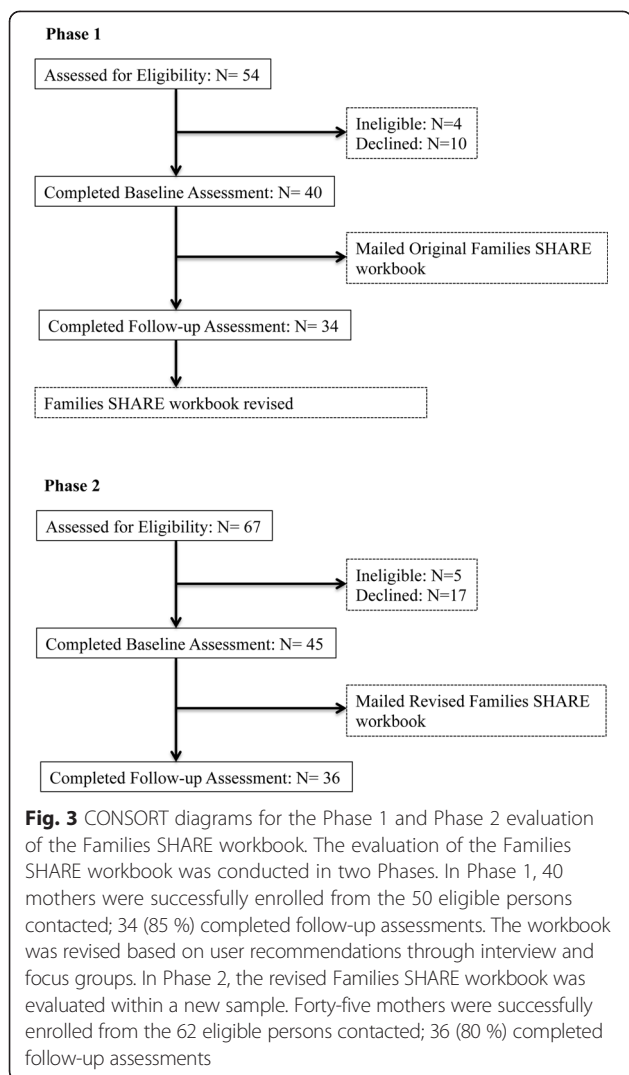 Phase 1
Assessed for Eligibility: N= 54
Ineligible: N=4
Declined: N=10
Completed Baseline Assessment: N= 40
Mailed Original Families SHARE
workbook
Completed Follow-up Assessment: N= 34
Families SHARE workbook revised
Phase 2
Assessed for Eligibility: N= 67
Ineligible: N=5
Declined: N=17
Completed Baseline Assessment: N= 45
Mailed Revised Families SHARE
workbook
Completed Follow-up Assessment: N= 36
Fig. 3 CONSORT diagrams for the Phase 1 and Phase 2 evaluation
of the Families SHARE workbook. The evaluation of the Families
SHARE workbook was conducted in two Phases. In Phase 1, 40
mothers were successfully enrolled from the 50 eligible persons
contacted; 34 (85 %) completed follow-up assessments. The workbook
was revised based on user recommendations through interview and
focus groups. In Phase 2, the revised Families SHARE workbook was
evaluated within a new sample. Forty-five mothers were successfully
enrolled from the 62 eligible persons contacted; 36 (80 %) completed
follow-up assessments